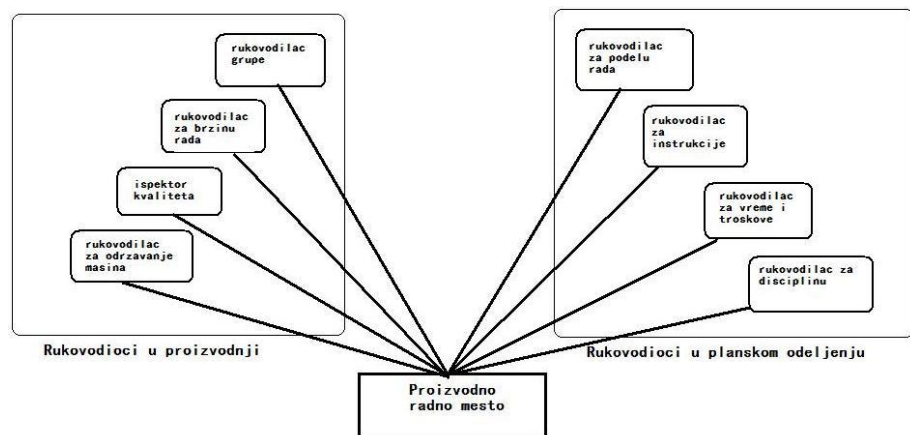 rukovodilac
grupe
rukovodilac
za brzinu
rada
ispektor
kvaliteta
rukovodilac
za odrzavanje
masina
Rukovodioci u proizvodnji
rukovodilac
za podelu
rada
rukovodilac
za
instrukcije
rukovodilac
za vreme i
troskove
rukovodilac za
disciplinu
Rukovodioci u planskom odeljenju
Proizvodno
radno mesto